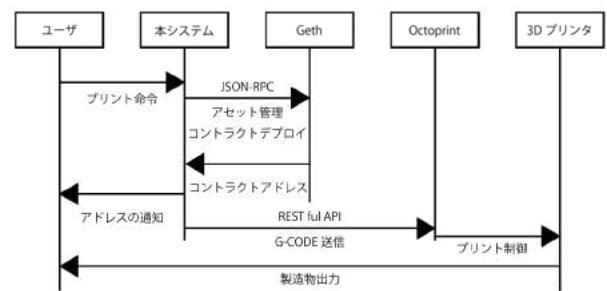 ユーザ
本システム
Geth
Octoprint
3D プリンタ
プリント命令
JSON-RPC
アセット管理
コントラクトデプロイ
コントラクトアドレス
アドレスの通知
REST ful API
G-CODE 送信
プリント制御
製造物出力